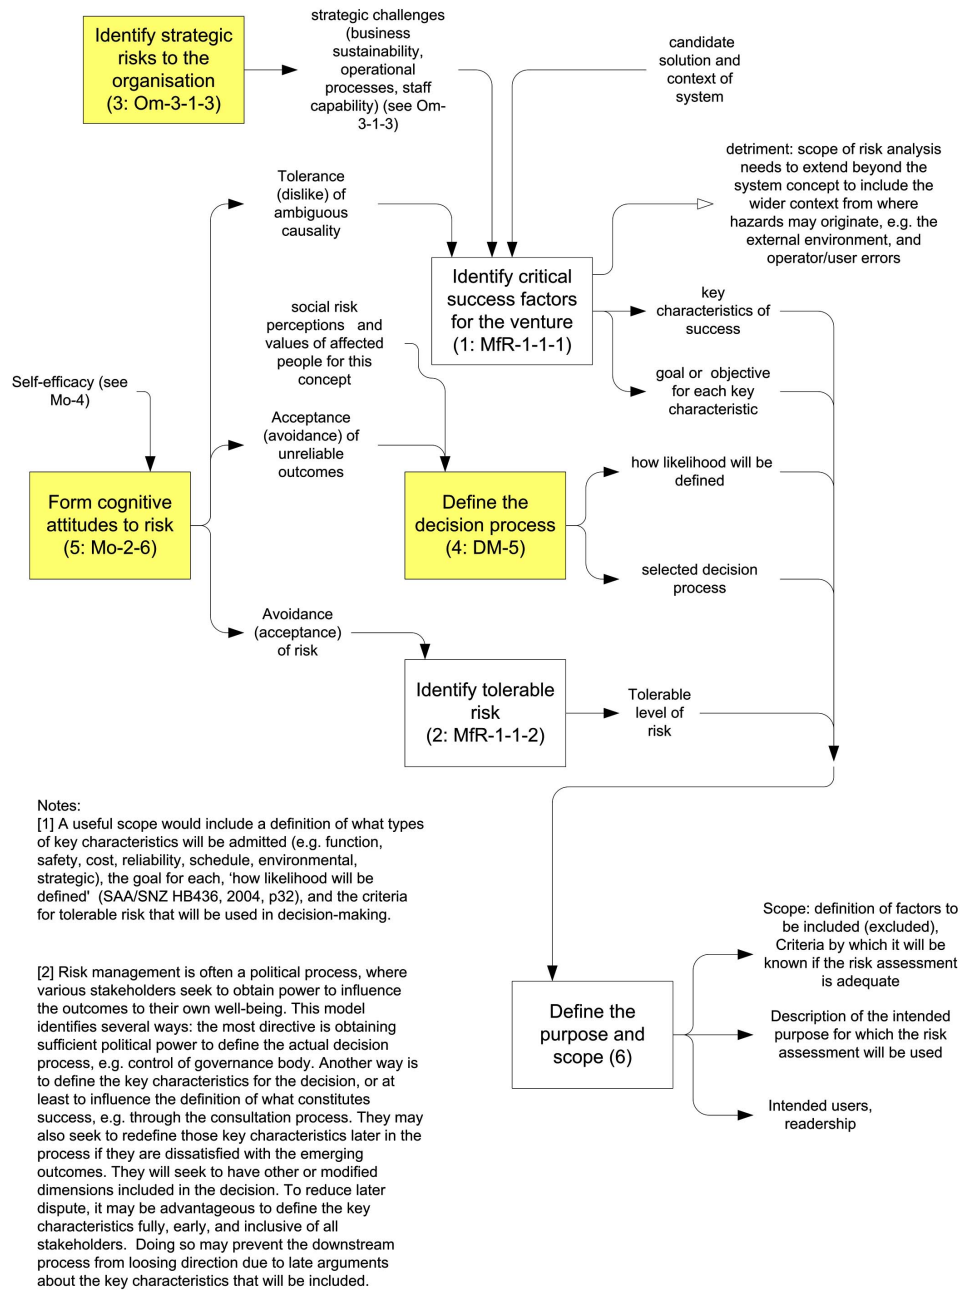 Identify strategic
risks to the
organisation
(3: Om-3-1-3)
strategic challenges
(business
sustainability,
operational
processes, staff
capability) (see Om-
3-1-3)
candidate
solution and
context of
system
detriment: scope of risk analysis
needs to extend beyond the
system concept to include the
wider context from where
hazards may originate, e.g. the
external environment, and
operator/user errors
Tolerance
(dislike) of
ambiguous
causality
Identify critical
success factors
for the venture
(1: MfR-1-1-1)
key
characteristics of
success
social risk
perceptions and
values of affected
people for this
concept
goal or objective
for each key
characteristic
Self-efficacy (see
Mo-4)
Acceptance
(avoidance) of
unreliable
outcomes
how likelihood will be
defined
Form cognitive
attitudes to risk
(5: Mo-2-6)
Define the
decision process
(4: DM-5)
selected decision
process
Avoidance
(acceptance)
of risk
Identify tolerable
risk
(2: MfR-1-1-2)
Tolerable
level of
risk
Notes:
[1] A useful scope would include a definition of what types
of key characteristics will be admitted (e.g. function,
safety, cost, reliability, schedule, environmental,
strategic), the goal for each, ‘how likelihood will be
defined' (SAA/SNZ HB436, 2004, p32), and the criteria
for tolerable risk that will be used in decision-making.
[2] Risk management is often a political process, where
various stakeholders seek to obtain power to influence
the outcomes to their own well-being. This model
identifies several ways: the most directive is obtaining
sufficient political power to define the actual decision
process, e.g. control of governance body. Another way is
to define the key characteristics for the decision, or at
least to influence the definition of what constitutes
success, e.g. through the consultation process. They may
also seek to redefine those key characteristics later in the
process if they are dissatisfied with the emerging
outcomes. They will seek to have other or modified
dimensions included in the decision. To reduce later
dispute, it may be advantageous to define the key
characteristics fully, early, and inclusive of all
stakeholders. Doing so may prevent the downstream
process from loosing direction due to late arguments
about the key characteristics that will be included.
Define the
purpose and
scope (6)
Scope: definition of factors to
be included (excluded),
Criteria by which it will be
known if the risk assessment
is adequate
Description of the intended
purpose for which the risk
assessment will be used
Intended users,
readership